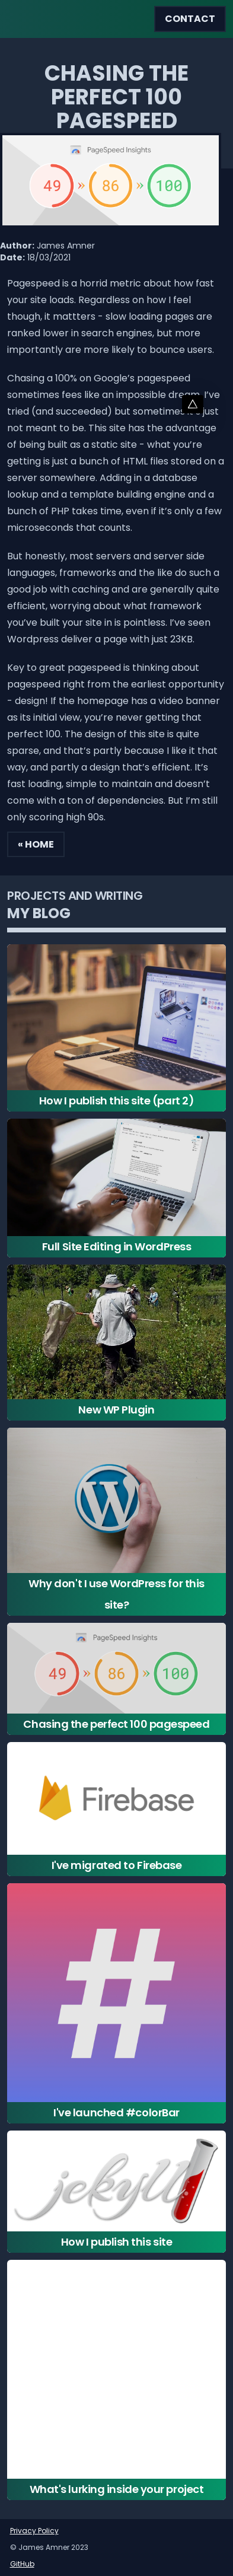 CONTACT
CHASING THE
PERFECT 100
PAGESPEED
PageSpeed Insights
49 » 86 » 100
Author: James Amner
Date: 18/03/2021
Pagespeed is a horrid metric about how fast
your site loads. Regardless on how I feel
though, it mattters - slow loading pages are
ranked lower in search engines, but more
importantly are more likely to bounce users.
Chasing a 100% on Google's pagespeed
sometimes feel like an impossible dream. I've
tried (and succeeded) but sometimes it's just
not meant to be. This site has the advantage
of being built as a static site - what you're
getting is just a bunch of HTML files stored on a
server somewhere. Adding in a database
lookup and a template building engine and a
bunch of PHP takes time, even if it's only a few
microseconds that counts.
But honestly, most servers and server side
languages, frameworks and the like do such a
good job with caching and are generally quite
efficient, worrying about what framework
you've built your site in is pointless. I've seen
Wordpress deliver a page with just 23KB.
Key to great pagespeed is thinking about
pagespeed right from the earliest opportunity
- design! If the homepage has a video banner
as its initial view, you're never getting that
perfect 100. The design of this site is quite
sparse, and that's partly because I like it that
way, and partly a design that's efficient. It's
fast loading, simple to maintain and doesn't
come with a ton of dependencies. But I'm still
only scoring high 90s.
« HOME
PROJECTS AND WRITING
MY BLOG
How I publish this site (part 2)
Full Site Editing in WordPress
New WP Plugin
Why don't I use WordPress for this
site?
PageSpeed Insights
49 » 86 » 100
Chasing the perfect 100 pagespeed
Firebase
I've migrated to Firebase
#
I've launched #colorBar
jekyll
How I publish this site
What's lurking inside your project
Privacy Policy
© James Amner 2023
GitHub